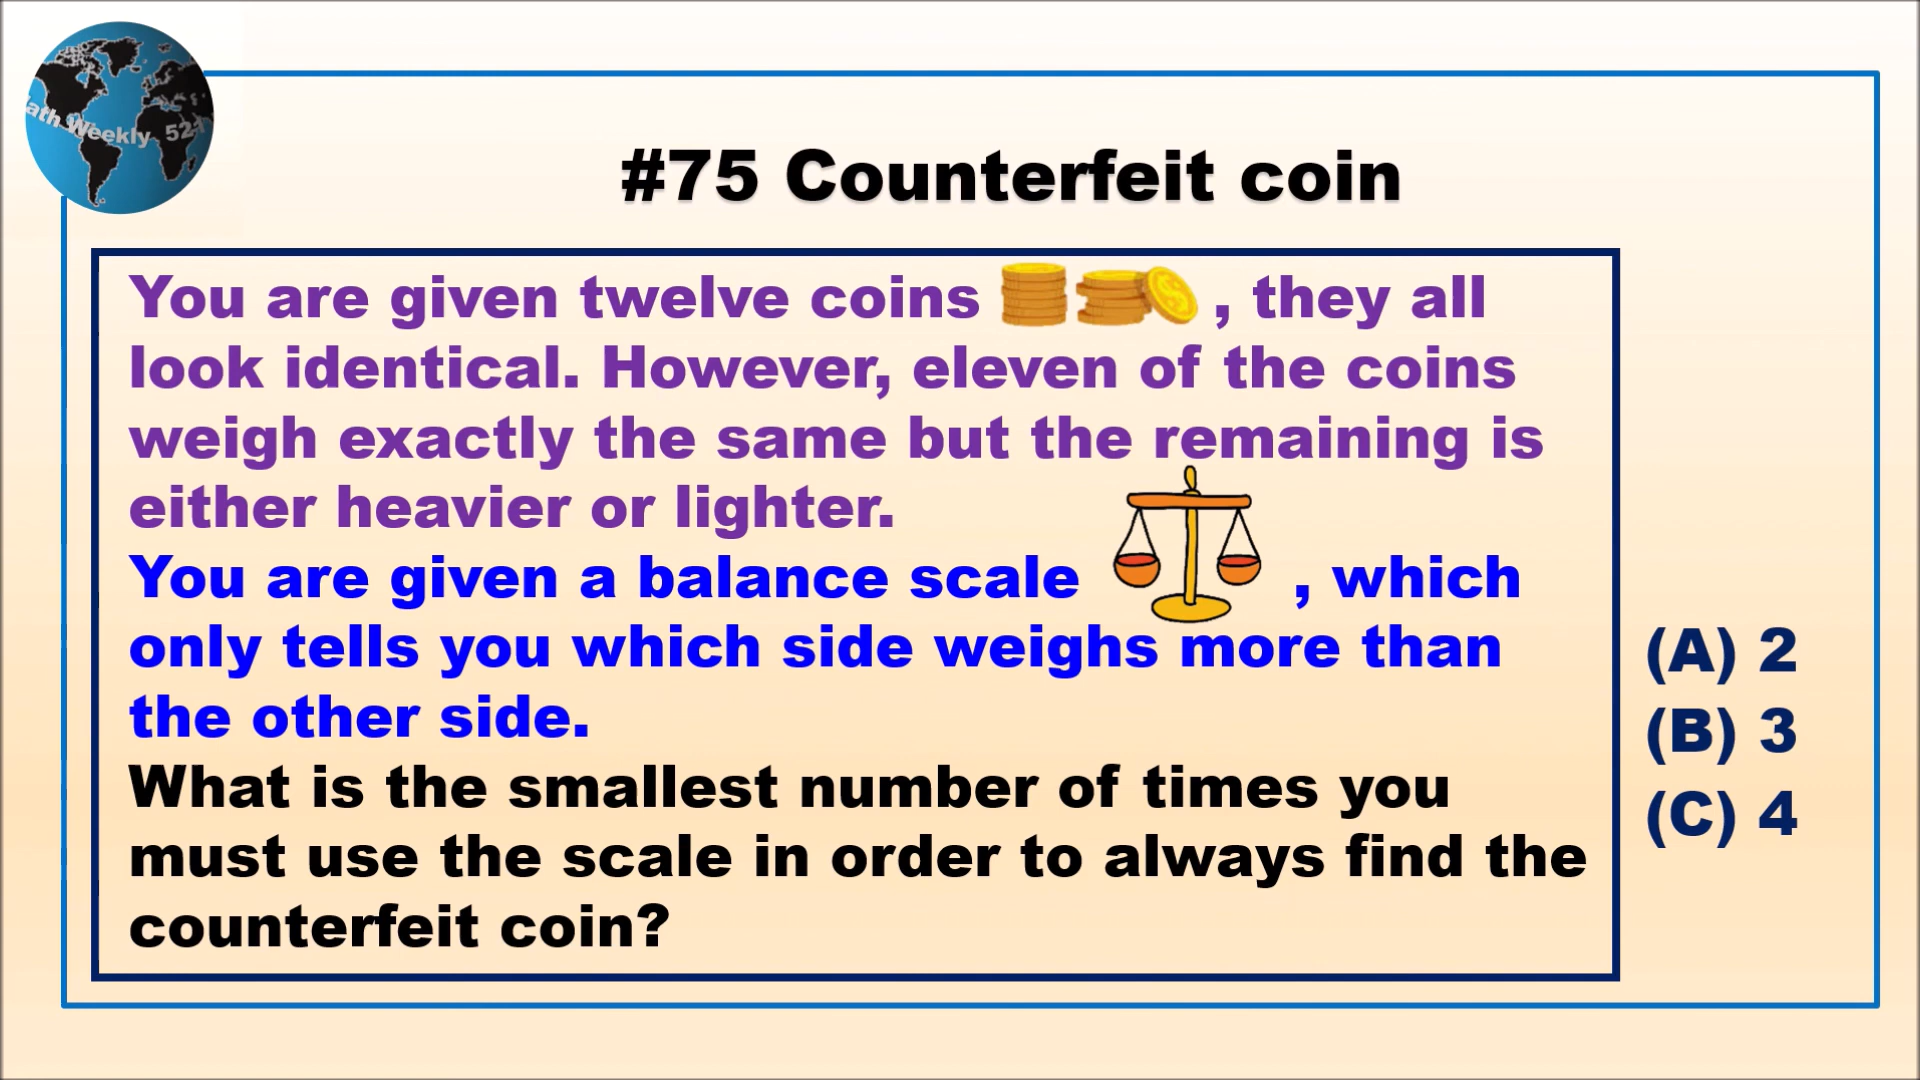 ath Weekly 521
#75 Counterfeit coin
You are given twelve coins , they all
look identical. However, eleven of the coins
weigh exactly the same but the remaining is
either heavier or lighter.
You are given a balance scale , which
only tells you which side weighs more than
the other side.
What is the smallest number of times you
must use the scale in order to always find the
counterfeit coin?
(A) 2
(B) 3
(C) 4